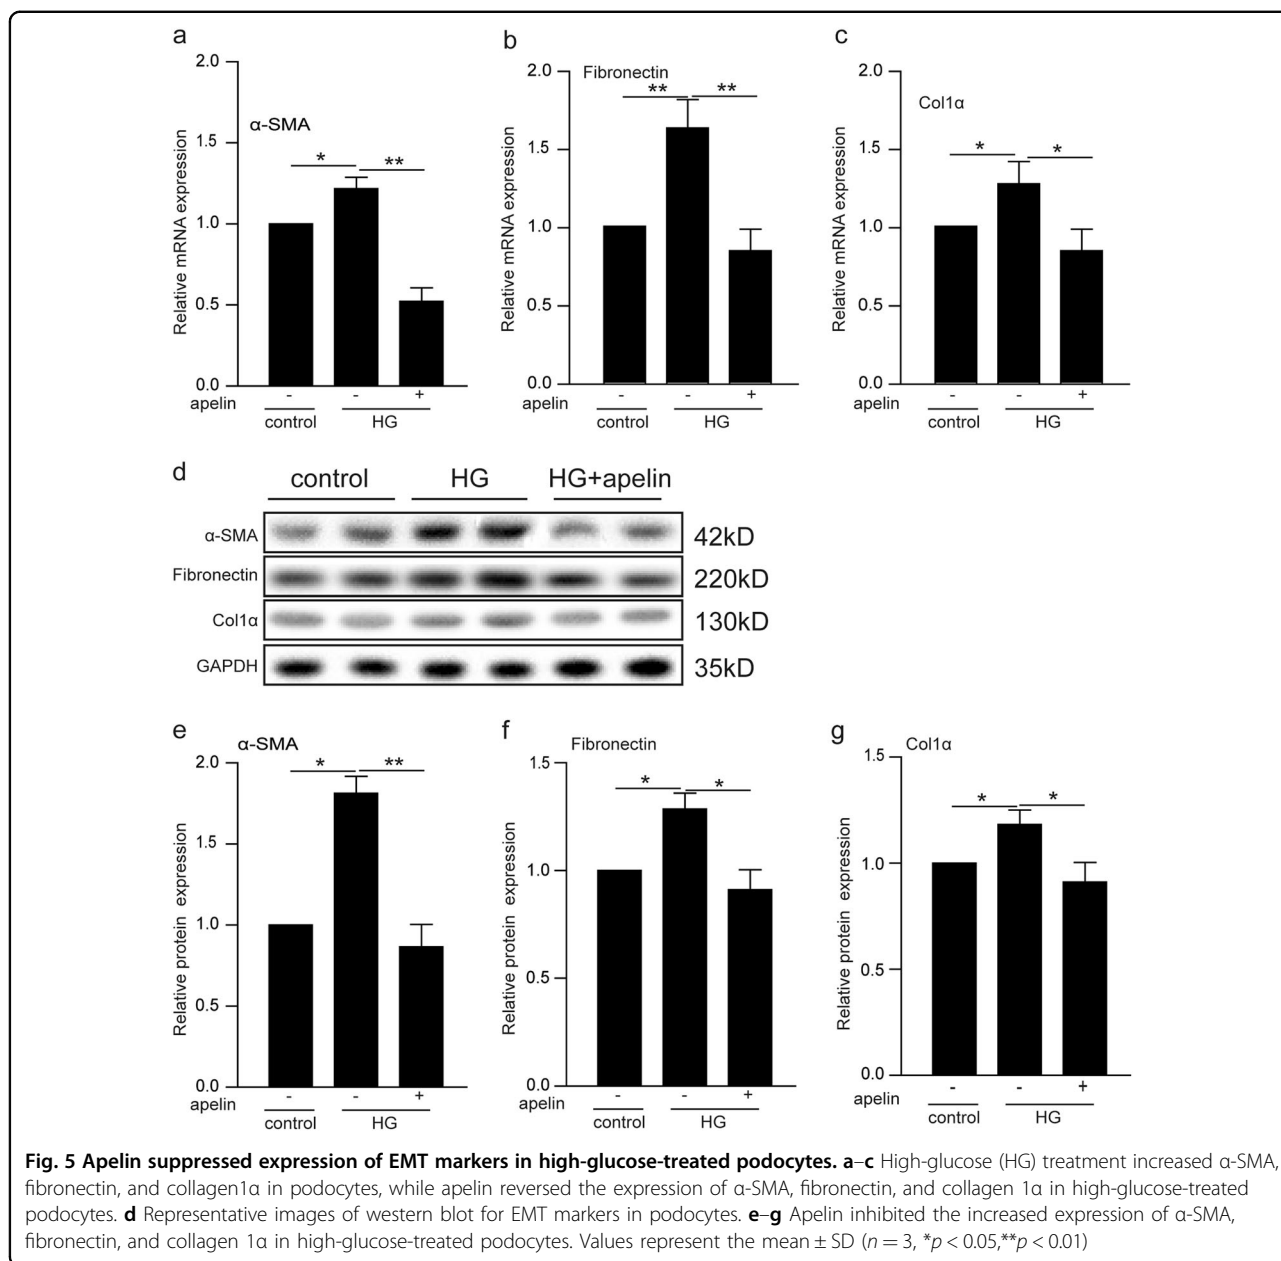 a
α-SMA
Relative mRNA expression
2.0
1.5
1.0
0.5
0.0
* **
apelin - - +
control HG
b
Fibronectin
Relative mRNA expression
2.0
1.5
1.0
0.5
0.0
** **
- - +
control HG
c
Col1α
Relative mRNA expression
2.0
1.5
1.0
0.5
0.0
* *
apelin - - +
control HG
d
control HG HG+apelin
α-SMA 42kD
Fibronectin 220kD
Col1α 130kD
GAPDH 35kD
e
α-SMA
Relative protein expression
2.0
1.5
1.0
0.5
0.0
* **
apelin - - +
control HG
f
Fibronectin
Relative protein expression
1.5
1.0
0.5
0.0
* *
apelin - - +
control HG
g
Col1α
Relative protein expression
1.5
1.0
0.5
0.0
* *
apelin - - +
control HG
Fig. 5 Apelin suppressed expression of EMT markers in high-glucose-treated podocytes. a–c High-glucose (HG) treatment increased α-SMA,
fibronectin, and collagen1α in podocytes, while apelin reversed the expression of α-SMA, fibronectin, and collagen 1α in high-glucose-treated
podocytes. d Representative images of western blot for EMT markers in podocytes. e–g Apelin inhibited the increased expression of α-SMA,
fibronectin, and collagen 1α in high-glucose-treated podocytes. Values represent the mean ± SD (n = 3, *p < 0.05,**p < 0.01)